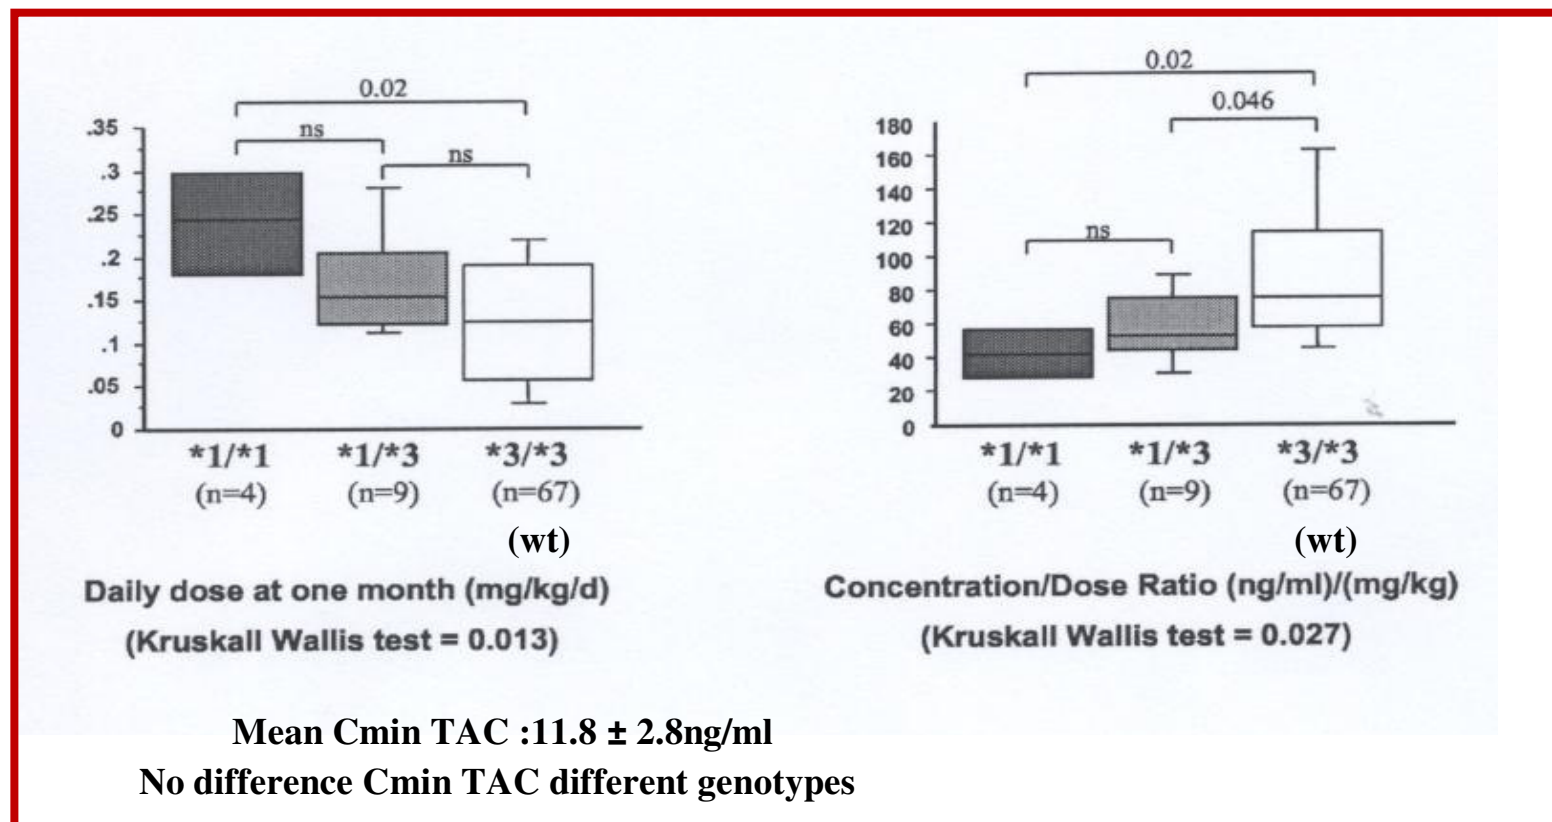 0.02
ns
ns
.35
.3
.25
.2
.15
.1
.05
0
*1/*1
*1/*3
*3/*3
(n=4)
(n=9)
(n=67)
(wt)
Daily dose at one month (mg/kg/d)
(Kruskall Wallis test = 0.013)
0.02
0.046
ns
180
160
140
120
100
80
60
40
20
0
*1/*1
*1/*3
*3/*3
(n=4)
(n=9)
(n=67)
(wt)
Concentration/Dose Ratio (ng/ml)/(mg/kg)
(Kruskall Wallis test = 0.027)
Mean Cmin TAC :11.8 ± 2.8ng/ml
No difference Cmin TAC different genotypes